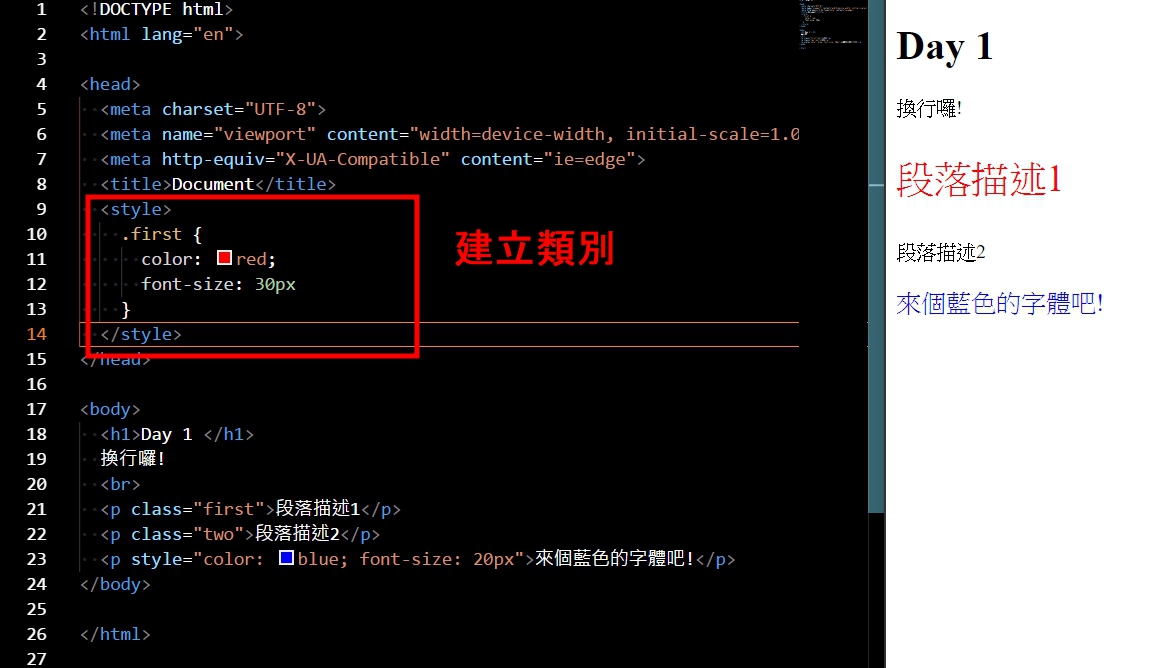 1 <!DOCTYPE html>
2 <html lang="en">
3
4 <head>
5 <meta charset="UTF-8">
6 <meta name="viewport" content="width=device-width, initial-scale=1.0
7 <meta http-equiv="X-UA-Compatible" content="ie=edge">
8 <title>Document</title>
9 <style>
10 .first {
11 color: red;
12 font-size: 30px
13 }
14 </style>
15 </head>
16
17 <body>
18 <h1>Day 1 </h1>
19 換行囉!
20 <br>
21 <p class="first">段落描述1</p>
22 <p class="two">段落描述2</p>
23 <p style="color: blue; font-size: 20px">來個藍色的字體吧!</p>
24 </body>
25
26 </html>
27
建立類別
Day 1
換行囉!
段落描述1
段落描述2
來個藍色的字體吧!